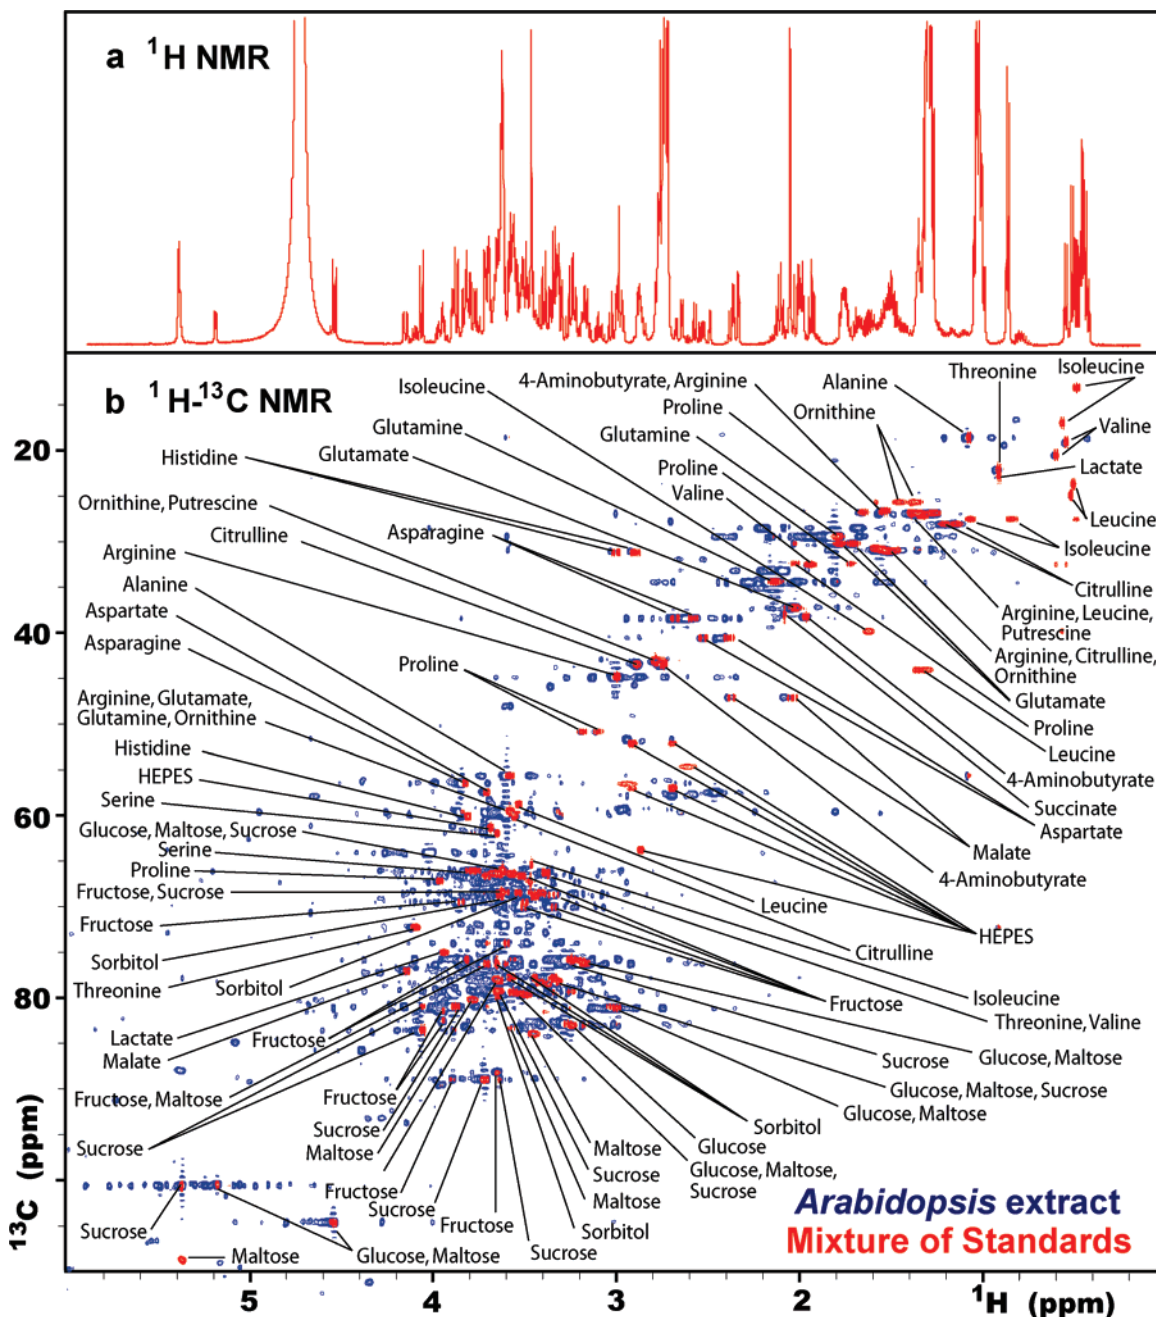 a ¹H NMR
b ¹H-¹³C NMR
Isoleucine
4-Aminobutyrate, Arginine
Alanine
Threonine
Isoleucine
Proline
Ornithine
Glutamine
Glutamine
Valine
Histidine
Glutamate
Proline
Lactate
Valine
Ornithine, Putrescine
Asparagine
Leucine
Citrulline
Isoleucine
Arginine
Citrulline
Alanine
Arginine, Leucine,
Putrescine
Aspartate
Asparagine
Arginine, Citrulline,
Ornithine
Proline
Glutamate
Arginine, Glutamate,
Glutamine, Ornithine
Proline
Histidine
Leucine
HEPES
4-Aminobutyrate
Serine
Succinate
Aspartate
Glucose, Maltose, Sucrose
Serine
Malate
Proline
4-Aminobutyrate
Fructose, Sucrose
Leucine
Fructose
HEPES
Citrulline
Sorbitol
Threonine
Sorbitol
Fructose
Isoleucine
Threonine, Valine
Lactate
Fructose
Malate
Sucrose
Glucose, Maltose
Fructose, Maltose
Fructose
Glucose, Maltose, Sucrose
Glucose, Maltose
Sucrose
Sorbitol
Sucrose
Maltose
Maltose
Glucose
Sucrose
Glucose, Maltose,
Sucrose
Fructose
Sucrose
Maltose
Sucrose
Fructose
Sorbitol
Sucrose
Maltose
Glucose, Maltose
Arabidopsis extract
Mixture of Standards
20
40
60
80
¹³C (ppm)
5
4
3
2
¹H (ppm)